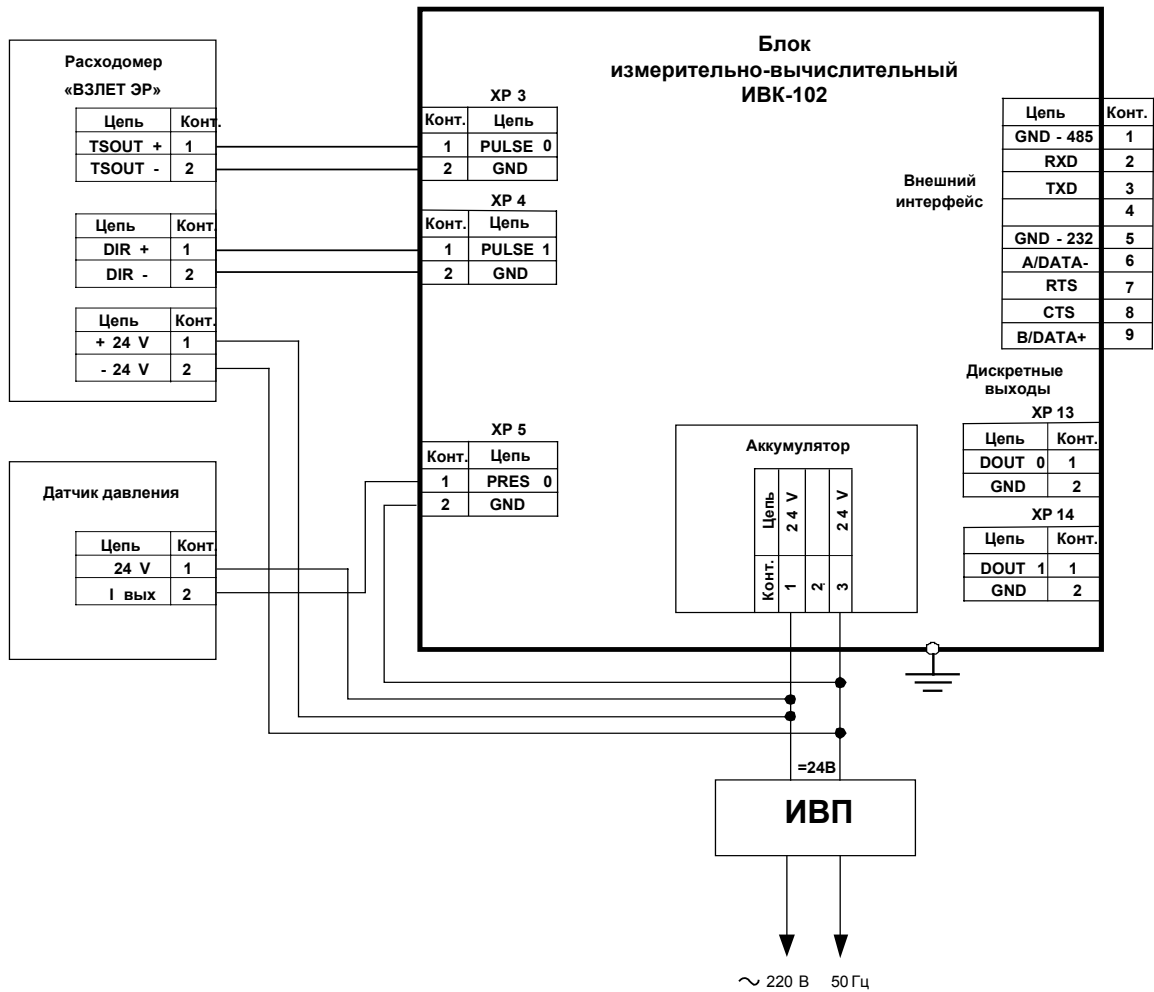 Расходомер
«ВЗЛЕТ ЭР»
Цепь Конт.
TSOUT + 1
TSOUT - 2
Цепь Конт.
DIR + 1
DIR - 2
Цепь Конт.
+ 24 V 1
- 24 V 2
Датчик давления
Цепь Конт.
24 V 1
I вых 2
Блок
измерительно-вычислительный
ИВК-102
XP 3
Конт. Цепь
1 PULSE 0
2 GND
XP 4
Конт. Цепь
1 PULSE 1
2 GND
XP 5
Конт. Цепь
1 PRES 0
2 GND
Аккумулятор
Цепь 24 V 24 V
Конт. 1 2 3
Внешний
интерфейс
Цепь Конт.
GND - 485 1
RXD 2
TXD 3
4
GND - 232 5
A/DATA- 6
RTS 7
CTS 8
B/DATA+ 9
Дискретные
выходы
XP 13
Цепь Конт.
DOUT 0 1
GND 2
XP 14
Цепь Конт.
DOUT 1 1
GND 2
=24В
ИВП
~ 220 В 50 Гц